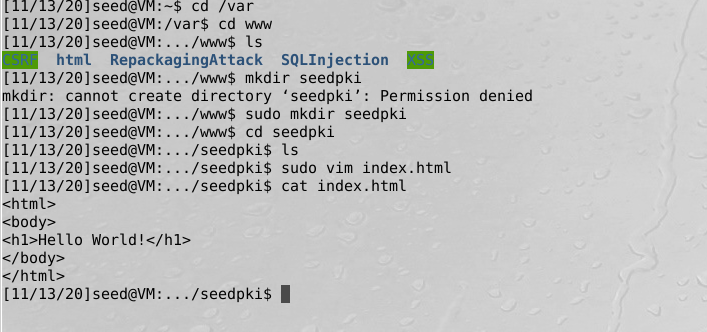 [11/13/20]seed@VM:~$ cd /var
[11/13/20]seed@VM:/var$ cd www
[11/13/20]seed@VM:.../www$ ls
CSRF  html  RepackagingAttack  SQLInjection  XSS
[11/13/20]seed@VM:.../www$ mkdir seedpki
mkdir: cannot create directory ‘seedpki’: Permission denied
[11/13/20]seed@VM:.../www$ sudo mkdir seedpki
[11/13/20]seed@VM:.../www$ cd seedpki
[11/13/20]seed@VM:.../seedpki$ ls
[11/13/20]seed@VM:.../seedpki$ sudo vim index.html
[11/13/20]seed@VM:.../seedpki$ cat index.html
<html>
<body>
<h1>Hello World!</h1>
</body>
</html>
[11/13/20]seed@VM:.../seedpki$